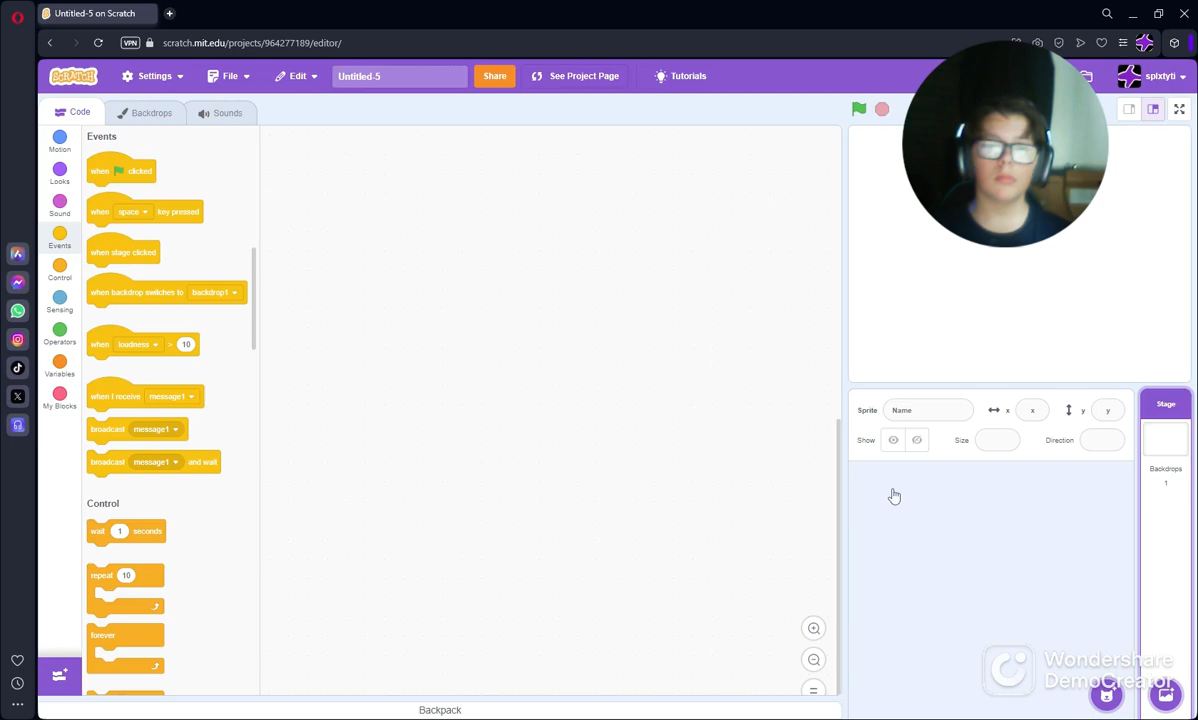 Untitled-5 on Scratch
VPN
scratch.mit.edu/projects/964277189/editor/
SCRATCH
Settings
File
Edit
Untitled-5
Share
See Project Page
Tutorials
spixtyi
Code
Backdrops
Sounds
Motion
Looks
Sound
Events
Control
Sensing
Operators
Variables
My Blocks
Events
when clicked
when space key pressed
when stage clicked
when backdrop switches to backdrop1
when loudness > 10
when I receive message1
broadcast message1
broadcast message1 and wait
Control
wait 1 seconds
repeat 10
forever
Sprite Name x x y y
Show Size Direction
Stage
Backdrops
1
Wondershare
DemoCreator
Backpack